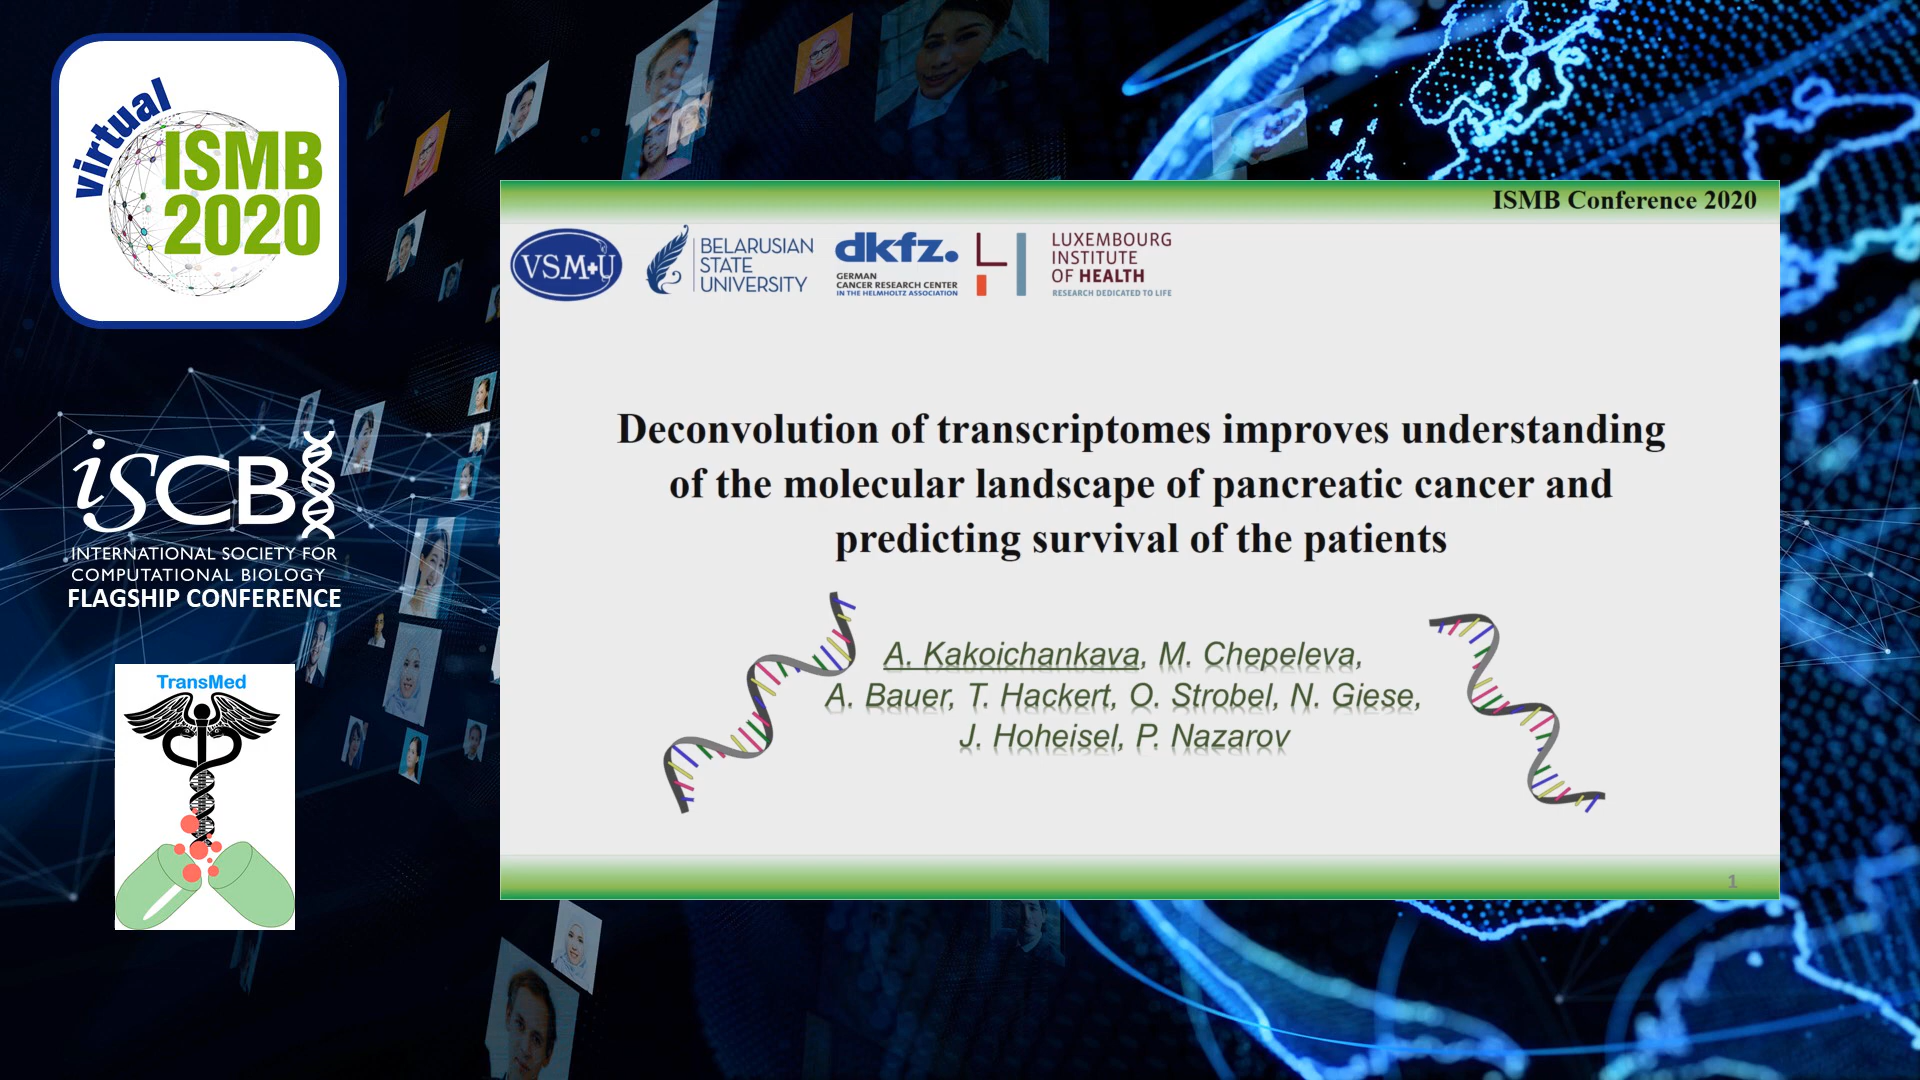 virtual
ISMB
2020
iSCB
INTERNATIONAL SOCIETY FOR
COMPUTATIONAL BIOLOGY
FLAGSHIP CONFERENCE
TransMed
ISMB Conference 2020
VSM+U
BELARUSIAN
STATE
UNIVERSITY
dkfz.
GERMAN
CANCER RESEARCH CENTER
IN THE HELMHOLTZ ASSOCIATION
LUXEMBOURG
INSTITUTE
OF HEALTH
RESEARCH DEDICATED TO LIFE
Deconvolution of transcriptomes improves understanding
of the molecular landscape of pancreatic cancer and
predicting survival of the patients
A. Kakoichankava, M. Chepeleva,
A. Bauer, T. Hackert, O. Strobel, N. Giese,
J. Hoheisel, P. Nazarov
1